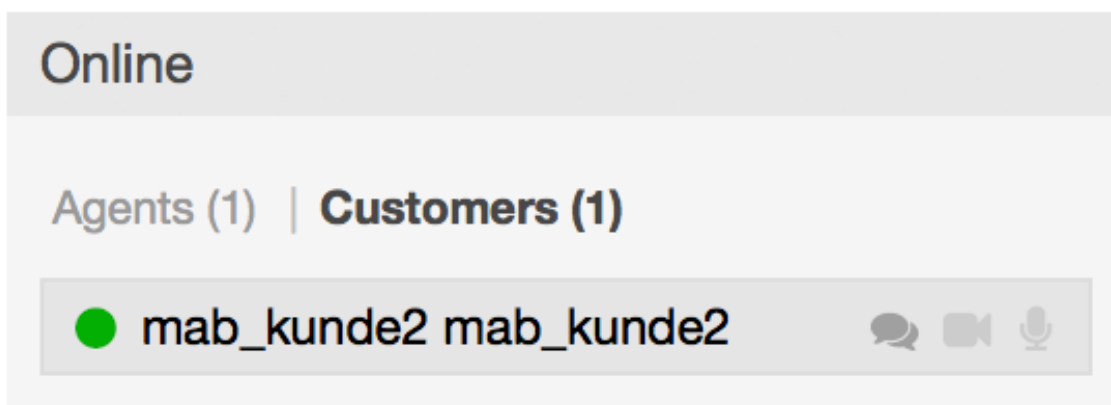 Online
Agents (1) | Customers (1)
mab_kunde2 mab_kunde2